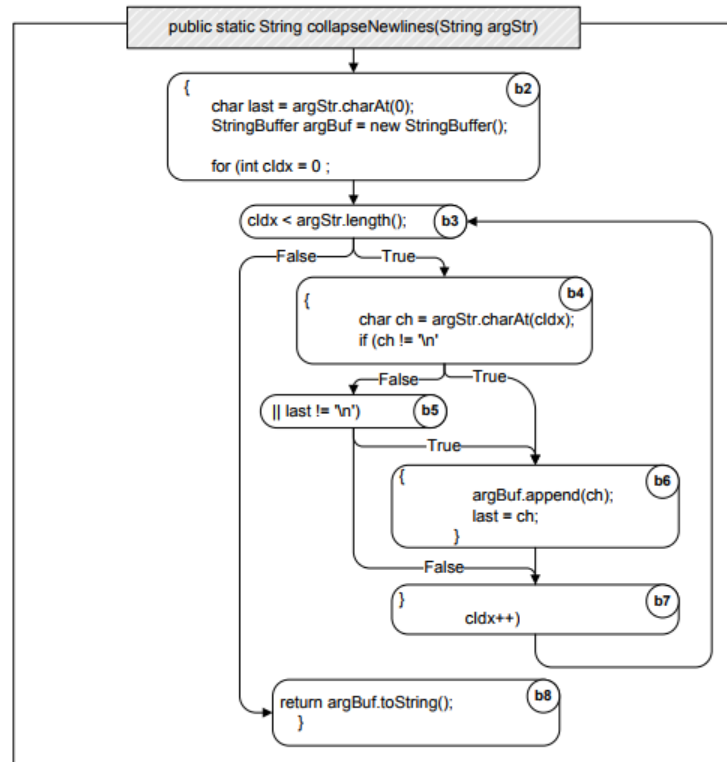 public static String collapseNewlines(String argStr)
{
b2
char last = argStr.charAt(0);
StringBuffer argBuf = new StringBuffer();
for (int cIdx = 0 ;
cIdx < argStr.length();
b3
False
True
{
b4
char ch = argStr.charAt(cIdx);
if (ch != '\n'
False
True
|| last != '\n')
b5
True
{
b6
argBuf.append(ch);
last = ch;
}
False
}
b7
cIdx++)
return argBuf.toString();
b8
}